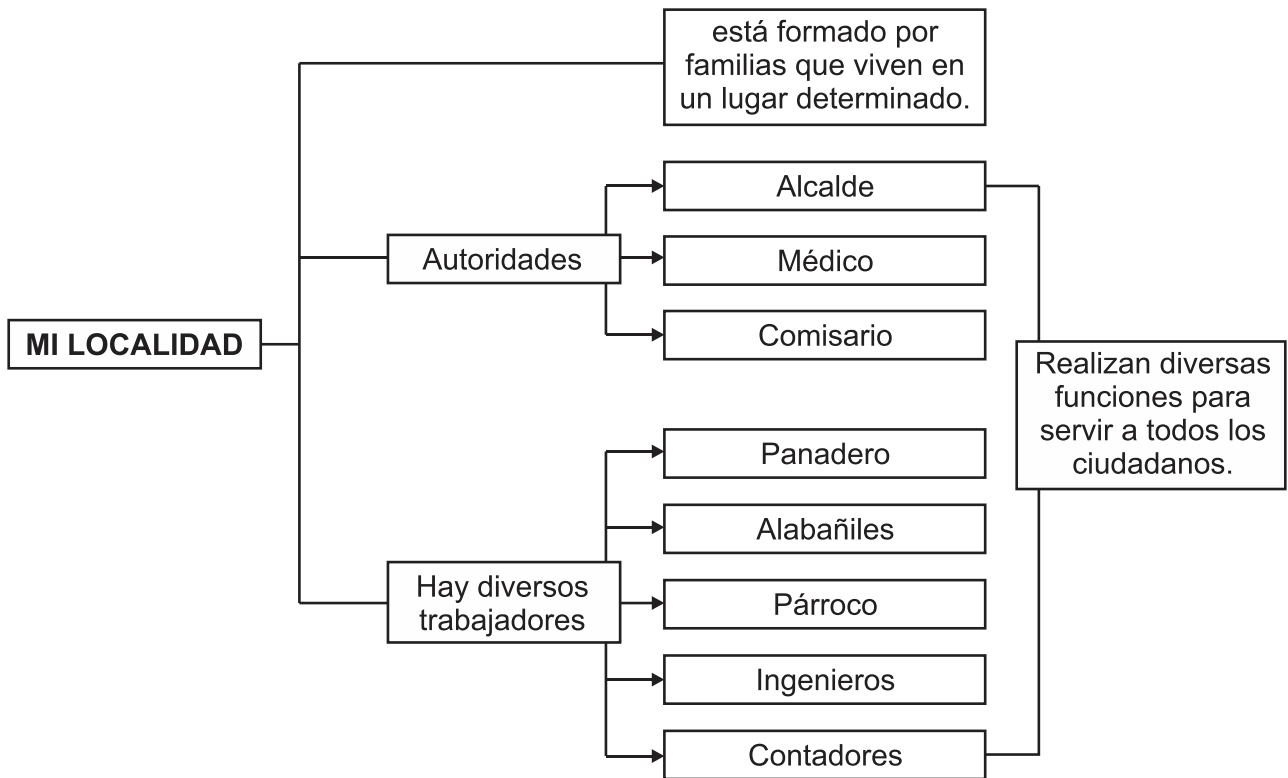 está formado por
familias que viven en
un lugar determinado.
Alcalde
Autoridades
Médico
Comisario
MI LOCALIDAD
Realizan diversas
funciones para
servir a todos los
ciudadanos.
Panadero
Alabañiles
Hay diversos
trabajadores
Párroco
Ingenieros
Contadores